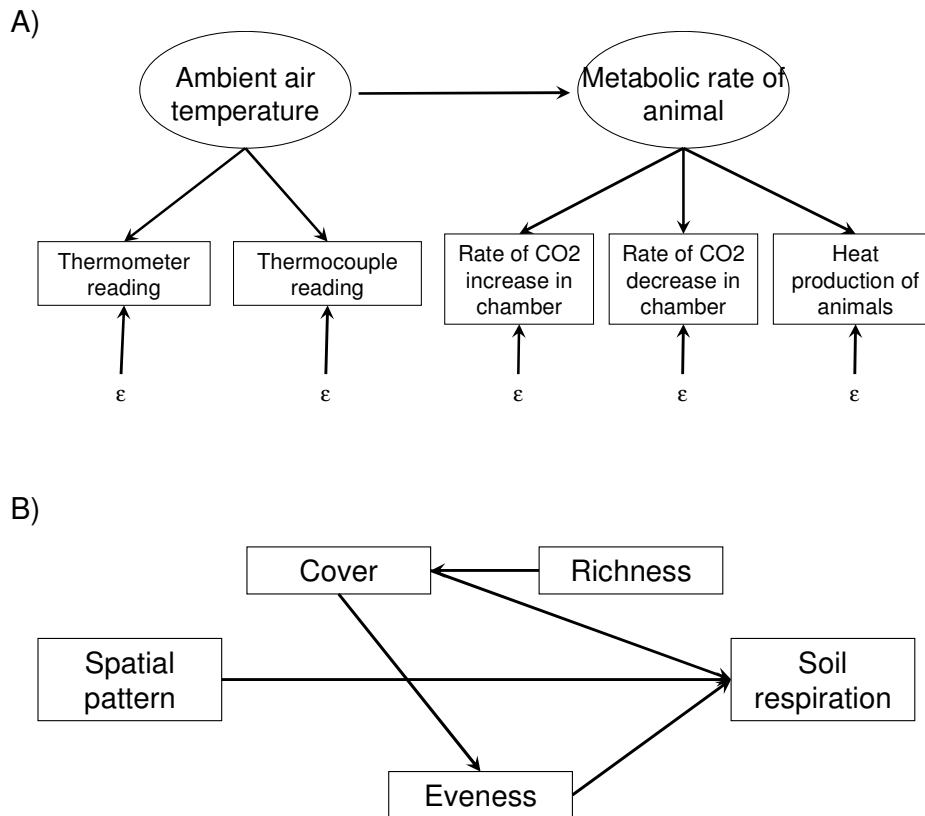 A)
Ambient air
temperature
Metabolic rate of
animal
Thermometer
reading
Thermocouple
reading
Rate of CO2
increase in
chamber
Rate of CO2
decrease in
chamber
Heat
production of
animals
ε
ε
ε
ε
ε
B)
Cover
Richness
Spatial
pattern
Soil
respiration
Eveness